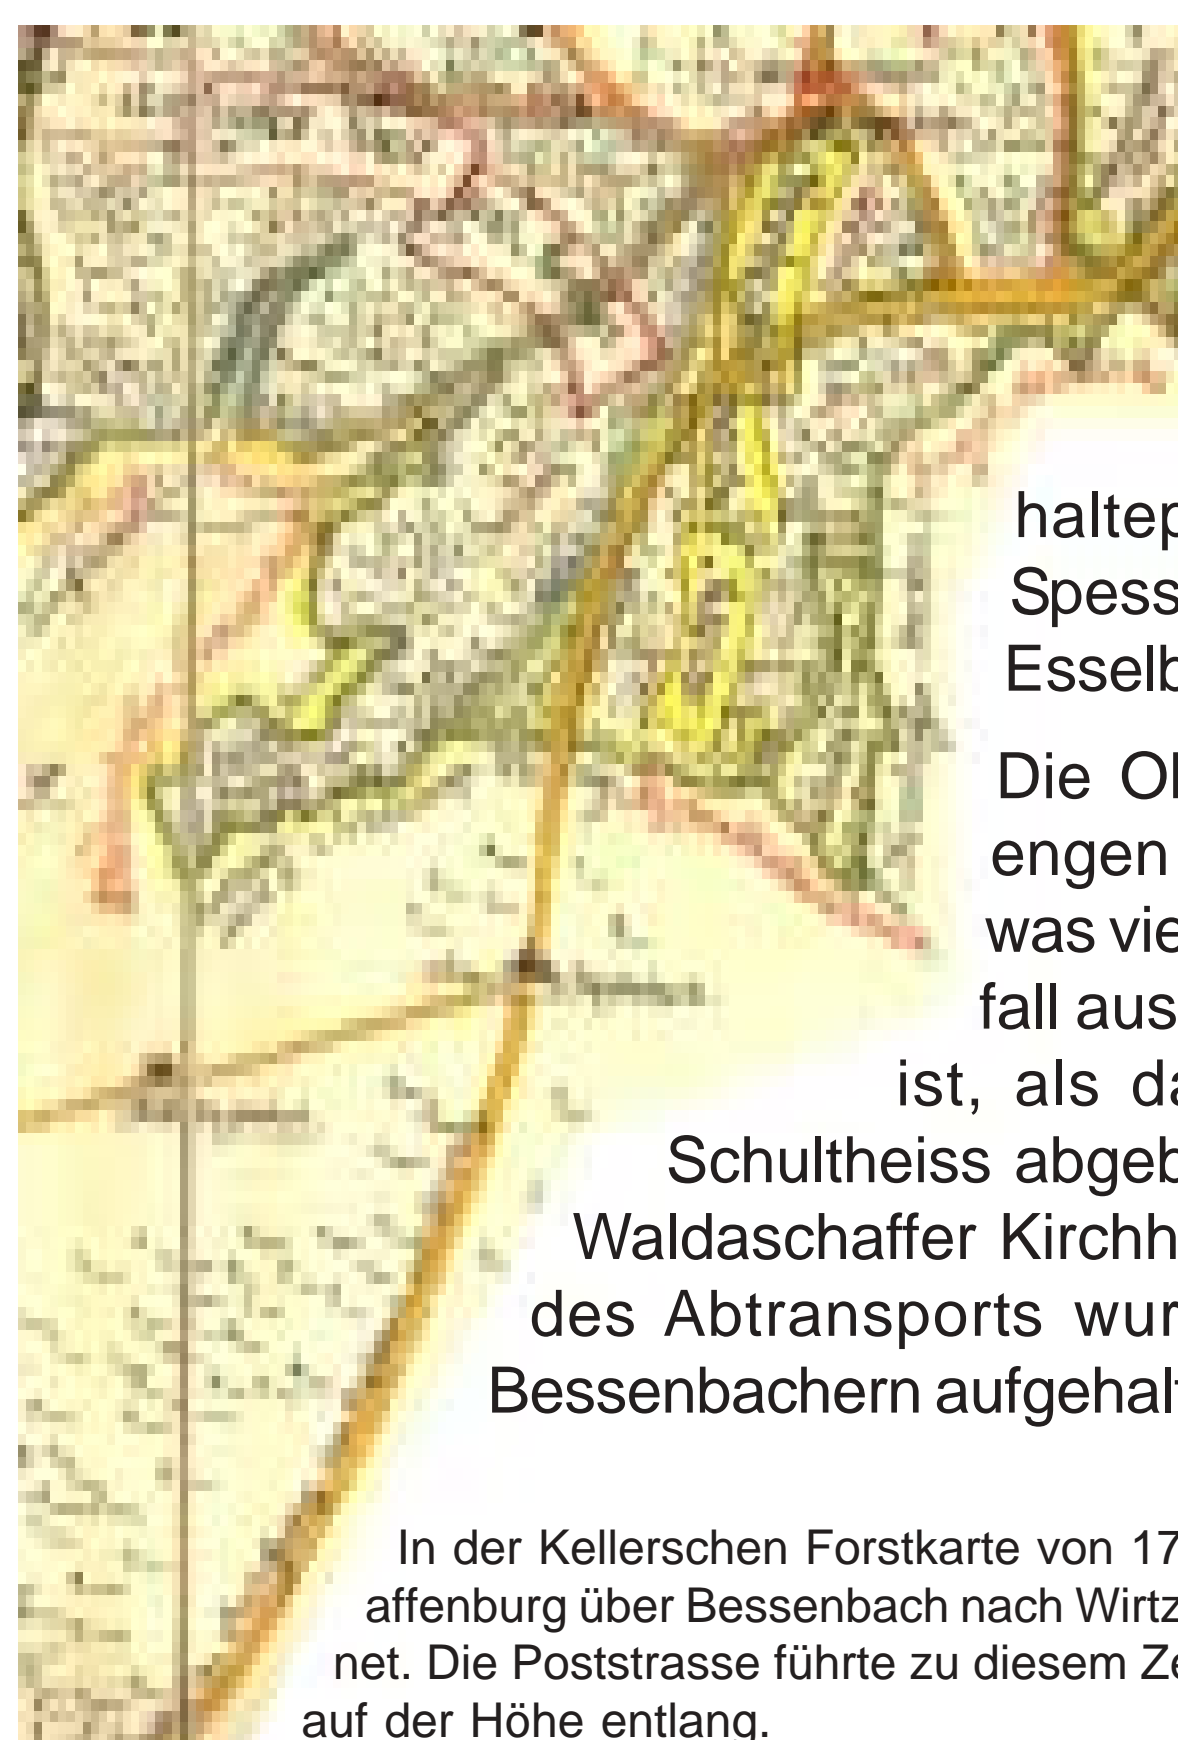 haltep
Spess
Esselb
Die Ol
engen
was vie
fall aus
ist, als da
Schultheiss abgeb
Waldaschaffer Kirchh
des Abtransports wur
Bessenbachern aufgehalt
In der Kellerschen Forstkarte von 17
affenburg über Bessenbach nach Wirtz
net. Die Poststrasse führte zu diesem Ze
auf der Höhe entlang.